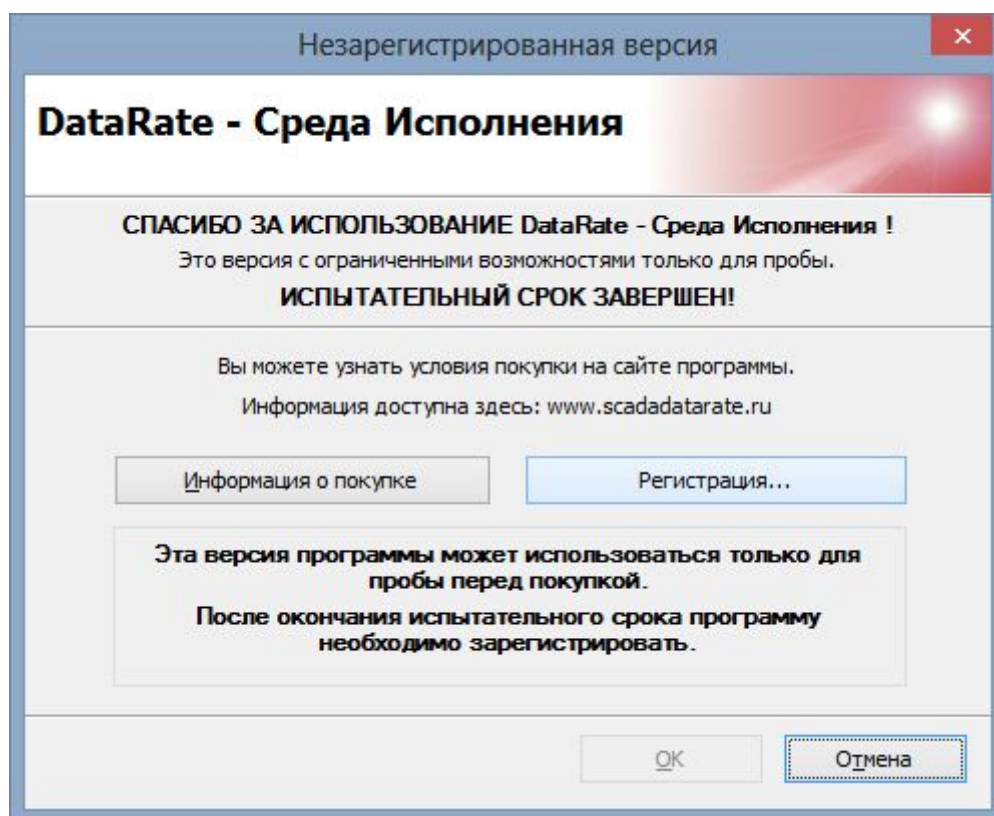 Незарегистрированная версия
DataRate - Среда Исполнения
СПАСИБО ЗА ИСПОЛЬЗОВАНИЕ DataRate - Среда Исполнения !
Это версия с ограниченными возможностями только для пробы.
ИСПЫТАТЕЛЬНЫЙ СРОК ЗАВЕРШЕН!
Вы можете узнать условия покупки на сайте программы.
Информация доступна здесь: www.scadadatarate.ru
Информация о покупке
Регистрация...
Эта версия программы может использоваться только для
пробы перед покупкой.
После окончания испытательного срока программу
необходимо зарегистрировать.
OK
Отмена